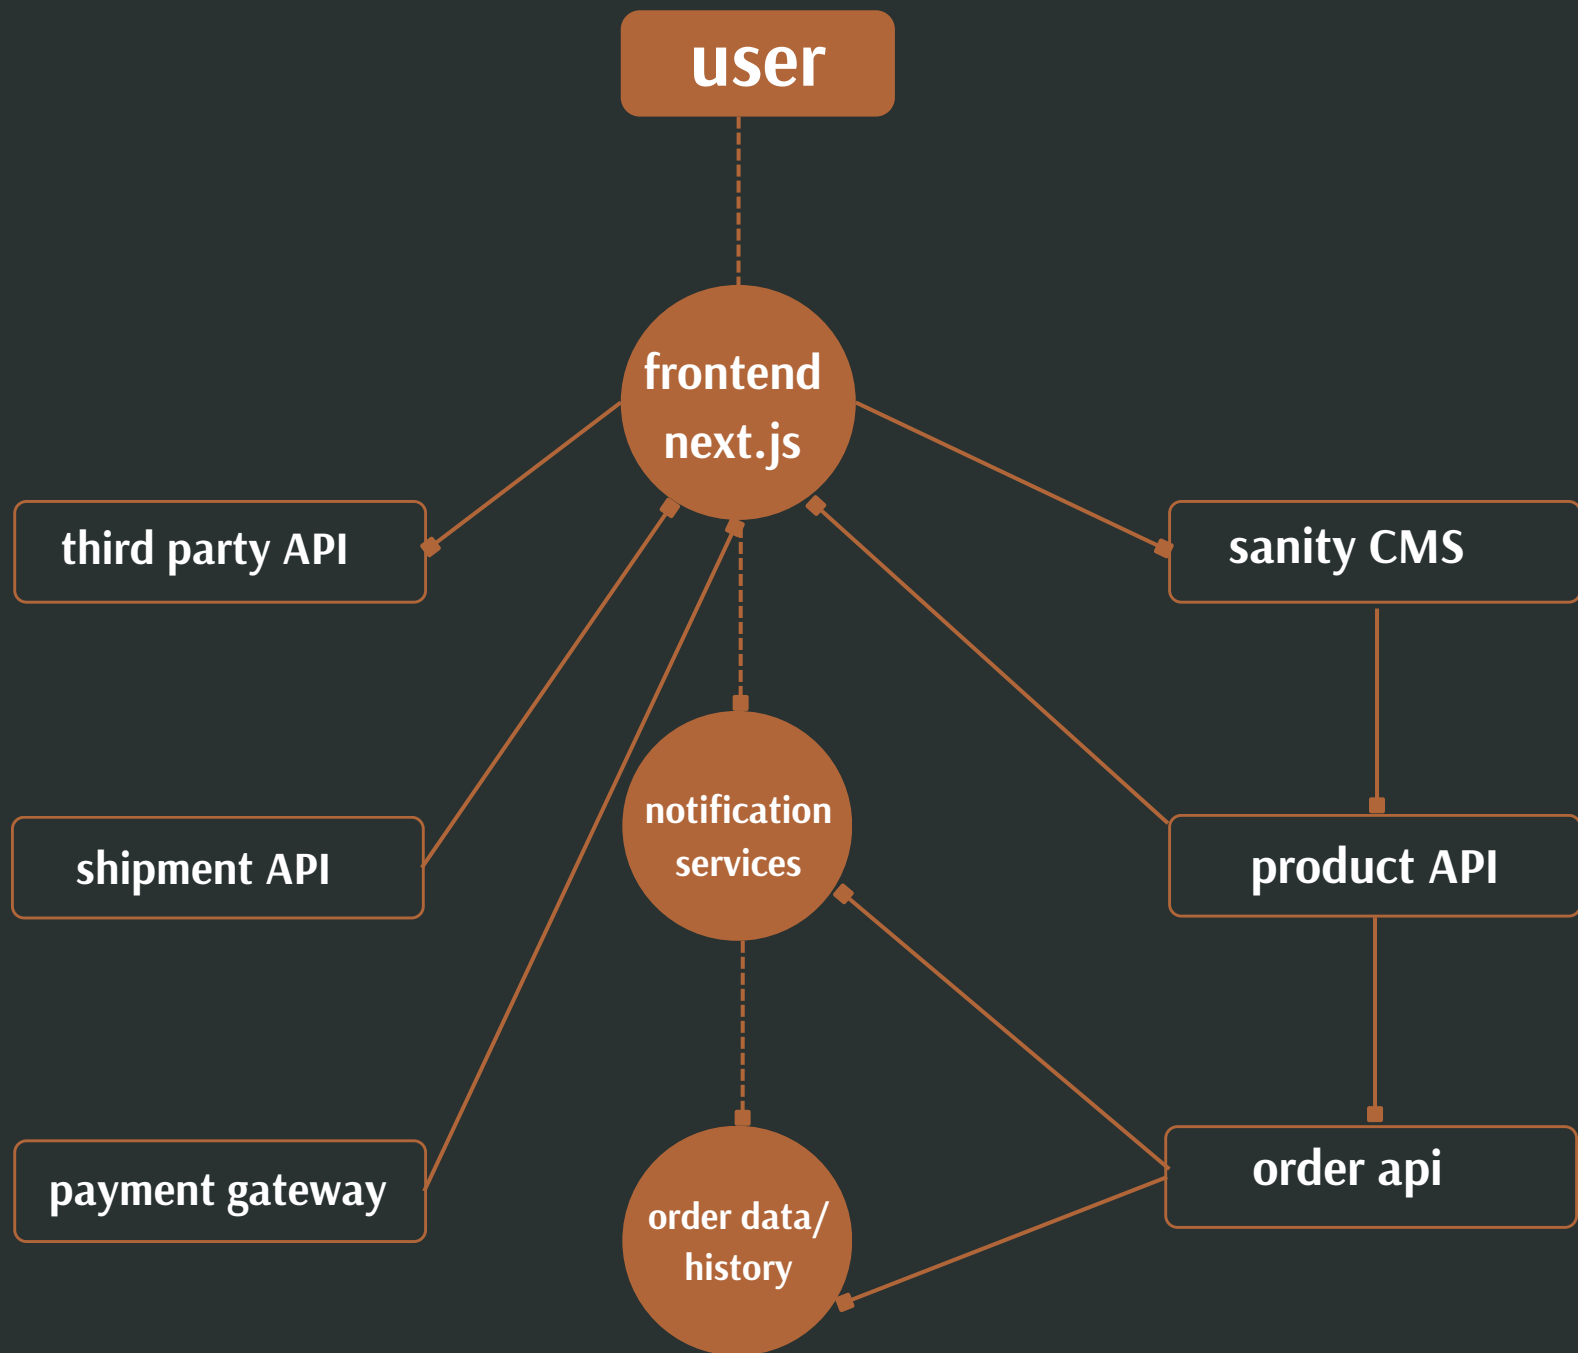 user
frontend
next.js
third party API
sanity CMS
notification
services
shipment API
product API
payment gateway
order api
order data/
history